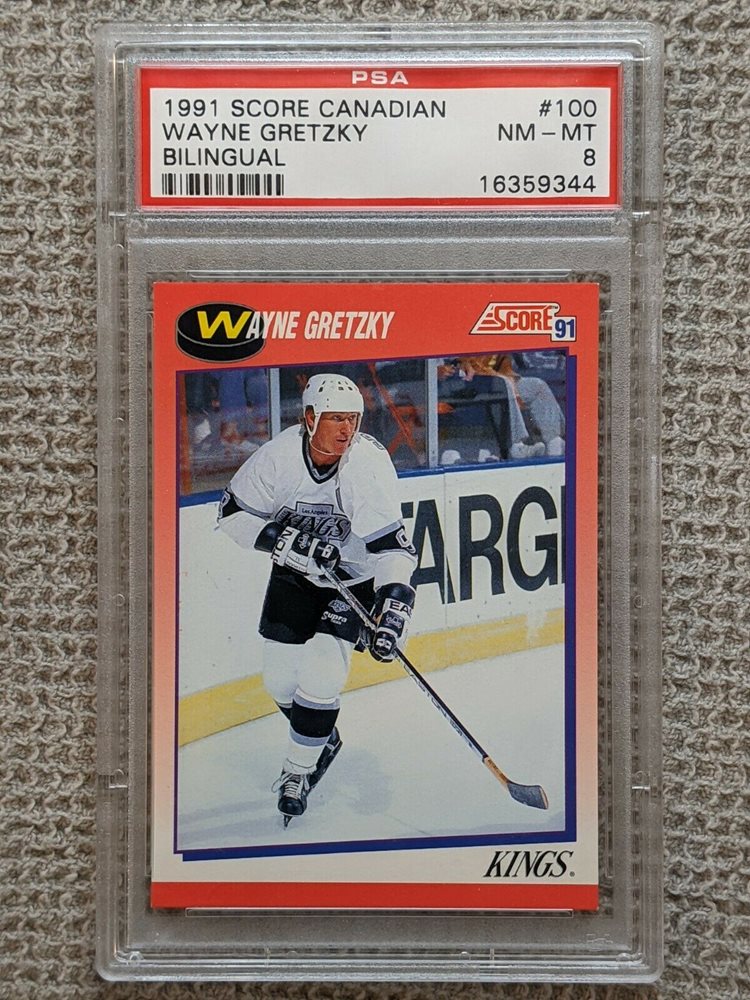 PSA
1991 SCORE CANADIAN #100
WAYNE GRETZKY NM - MT
BILINGUAL 8
16359344
WAYNE GRETZKY
SCORE 91
Los Angeles
KINGS
TARG
EAS
Supra
KINGS